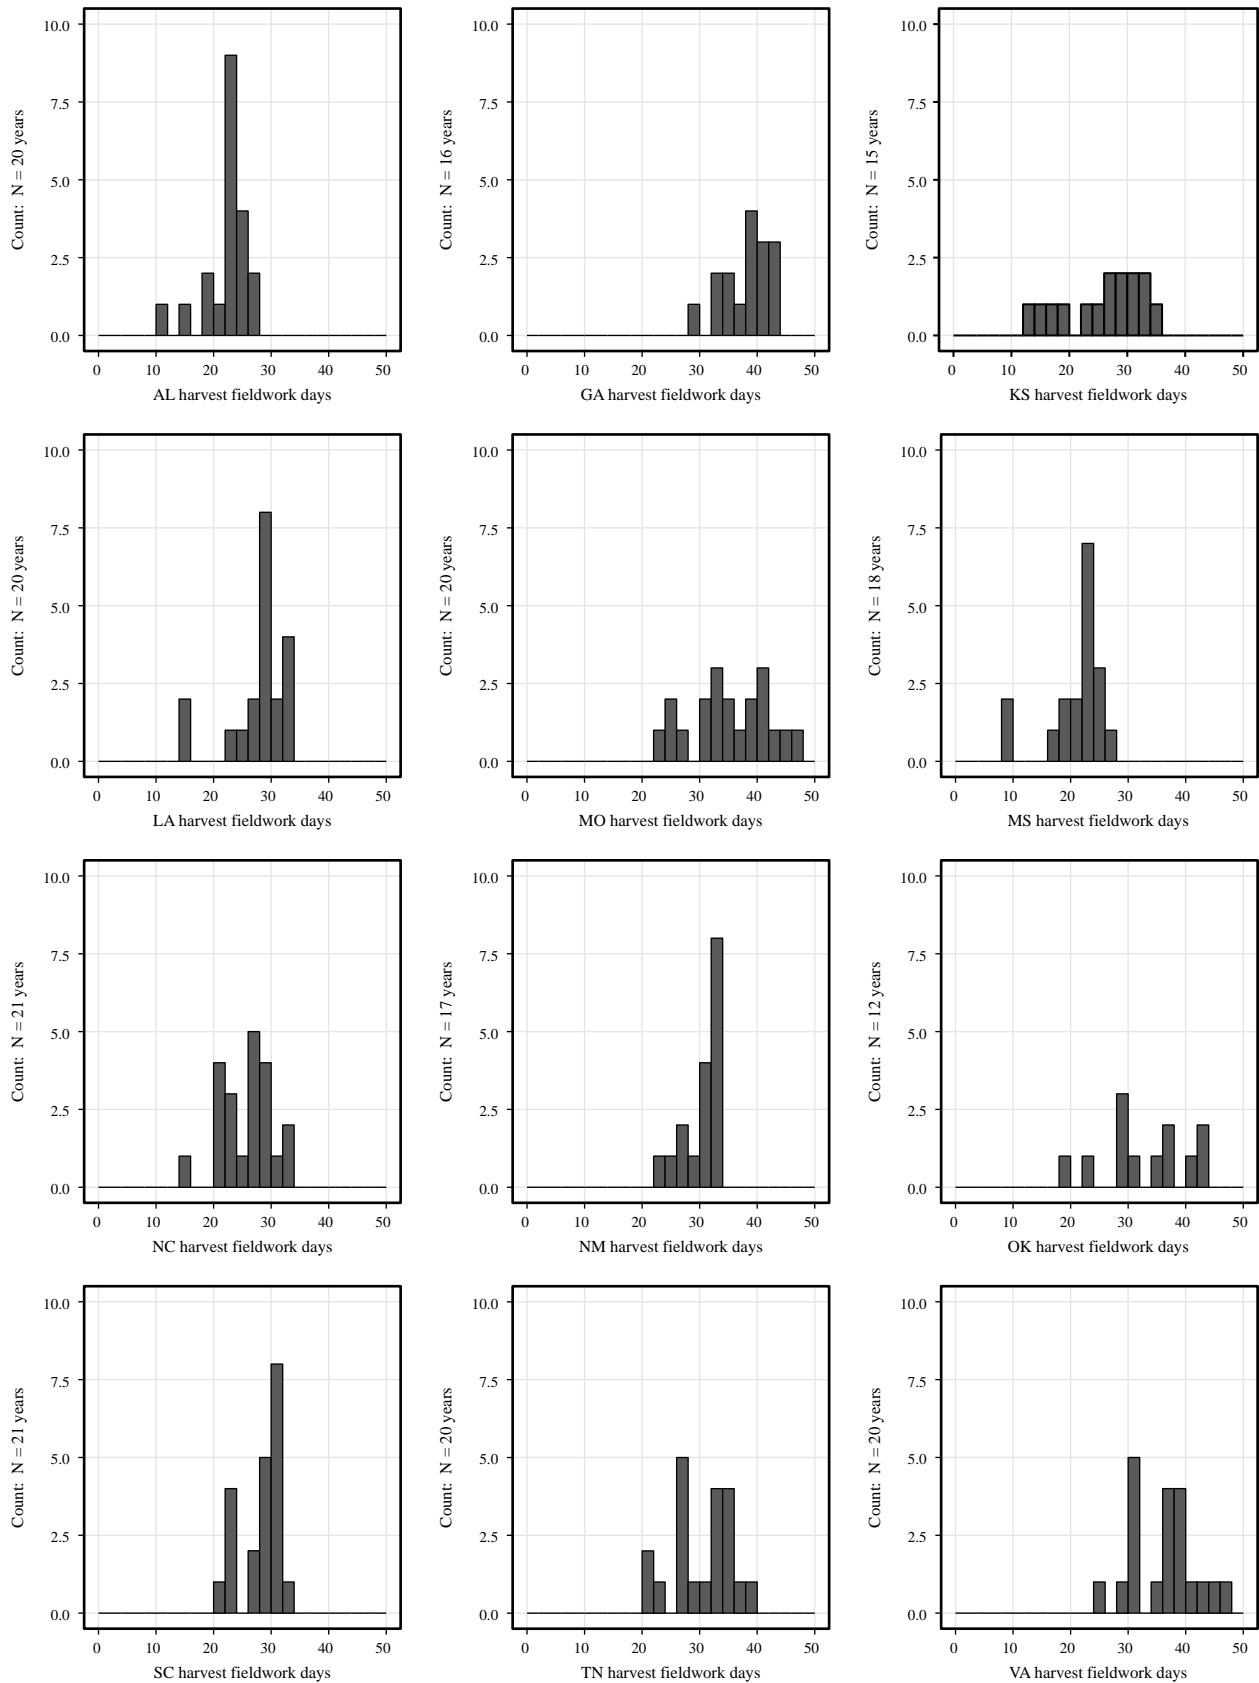 10.0
7.5
5.0
2.5
0.0
Count:  N = 20 years
0 10 20 30 40 50
AL harvest fieldwork days
10.0
7.5
5.0
2.5
0.0
Count:  N = 16 years
0 10 20 30 40 50
GA harvest fieldwork days
10.0
7.5
5.0
2.5
0.0
Count:  N = 15 years
0 10 20 30 40 50
KS harvest fieldwork days
10.0
7.5
5.0
2.5
0.0
Count:  N = 20 years
0 10 20 30 40 50
LA harvest fieldwork days
10.0
7.5
5.0
2.5
0.0
Count:  N = 20 years
0 10 20 30 40 50
MO harvest fieldwork days
10.0
7.5
5.0
2.5
0.0
Count:  N = 18 years
0 10 20 30 40 50
MS harvest fieldwork days
10.0
7.5
5.0
2.5
0.0
Count:  N = 21 years
0 10 20 30 40 50
NC harvest fieldwork days
10.0
7.5
5.0
2.5
0.0
Count:  N = 17 years
0 10 20 30 40 50
NM harvest fieldwork days
10.0
7.5
5.0
2.5
0.0
Count:  N = 12 years
0 10 20 30 40 50
OK harvest fieldwork days
10.0
7.5
5.0
2.5
0.0
Count:  N = 21 years
0 10 20 30 40 50
SC harvest fieldwork days
10.0
7.5
5.0
2.5
0.0
Count:  N = 20 years
0 10 20 30 40 50
TN harvest fieldwork days
10.0
7.5
5.0
2.5
0.0
Count:  N = 20 years
0 10 20 30 40 50
VA harvest fieldwork days